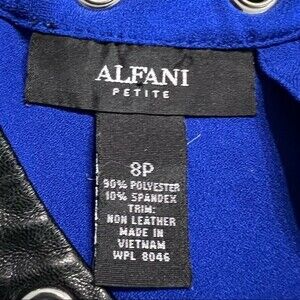 ALFANI
PETITE
8P
90% POLYESTER
10% SPANDEX
TRIM:
NON LEATHER
MADE IN
VIETNAM
WPL 8046